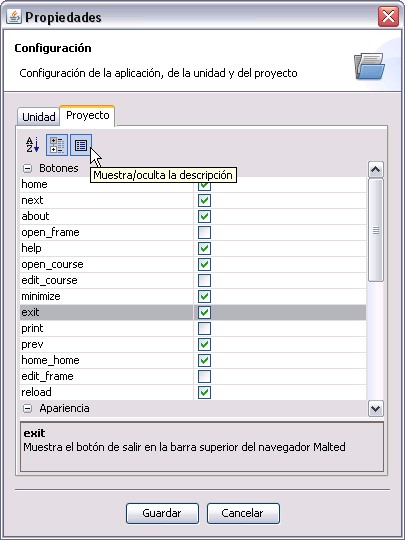 Propiedades
Configuración
Configuración de la aplicación, de la unidad y del proyecto
Unidad
Proyecto
A
Z
Botones
Muestra/oculta la descripción
home
next
about
open_frame
help
open_course
edit_course
minimize
exit
print
prev
home_home
edit_frame
reload
Apariencia
exit
Muestra el botón de salir en la barra superior del navegador Malted
Guardar
Cancelar